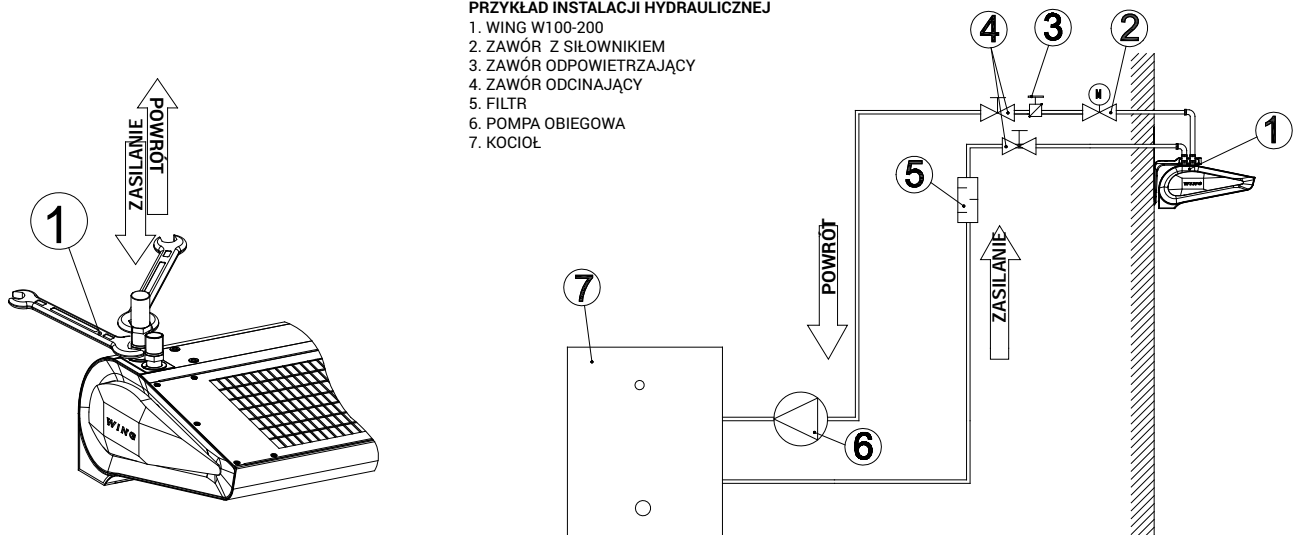 PRZYKŁAD INSTALACJI HYDRAULICZNEJ
1. WING W100-200
2. ZAWÓR Z SIŁOWNIKIEM
3. ZAWÓR ODPOWIETRZAJĄCY
4. ZAWÓR ODCINAJĄCY
5. FILTR
6. POMPA OBIEGOWA
7. KOCIOŁ
ZASILANIE
POWRÓT
1
WING
4
3
2
M
1
WING
5
POWRÓT
ZASILANIE
7
6